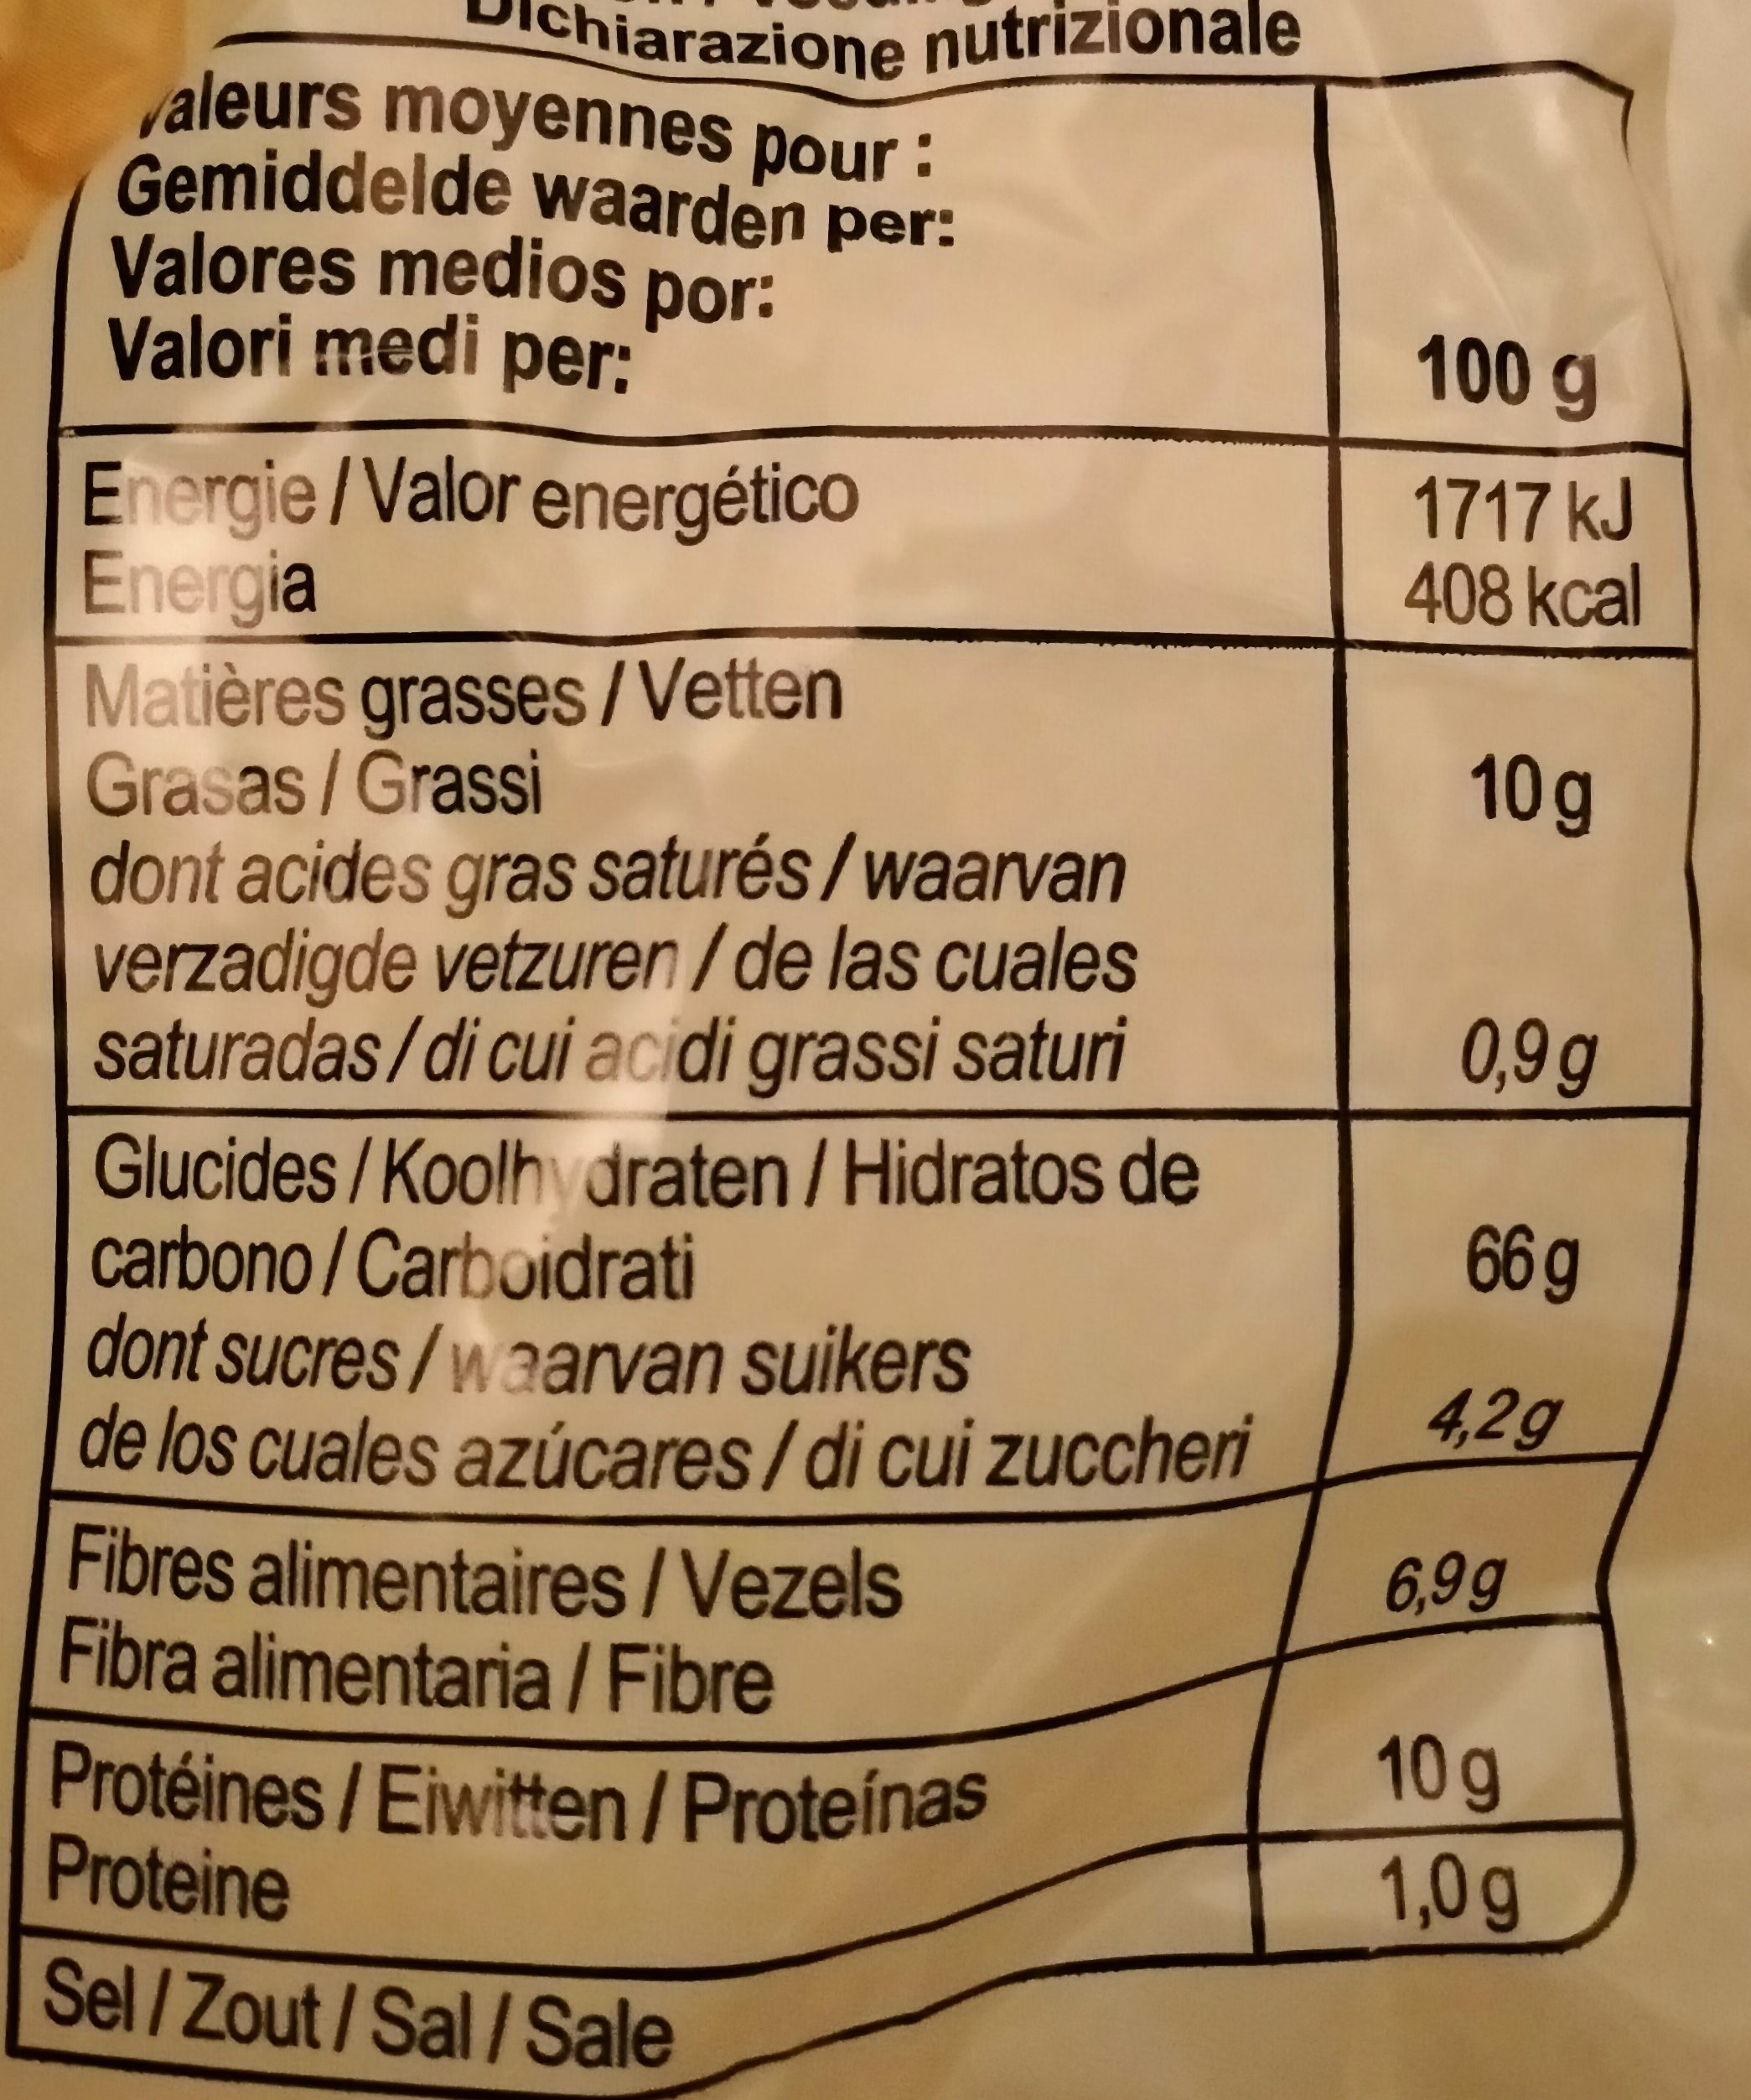 Dichiarazione nutrizionale
Valeurs moyennes pour :
Gemiddelde waarden per:
Valores medios por:
Valori medi per:
100 g
Energie / Valor energético
Energia
1717 kJ
408 kcal
Matières grasses / Vetten
Grasas / Grassi
10 g
dont acides gras saturés / waarvan
verzadigde vetzuren / de las cuales
saturadas / di cui acidi grassi saturi
0,9 g
Glucides / Koolhydraten / Hidratos de
carbono / Carboidrati
66 g
dont sucres / waarvan suikers
de los cuales azúcares / di cui zuccheri
4,2 g
Fibres alimentaires / Vezels
Fibra alimentaria / Fibre
6,9 g
Protéines / Eiwitten / Proteínas
Proteine
10 g
Sel / Zout / Sal / Sale
1,0 g